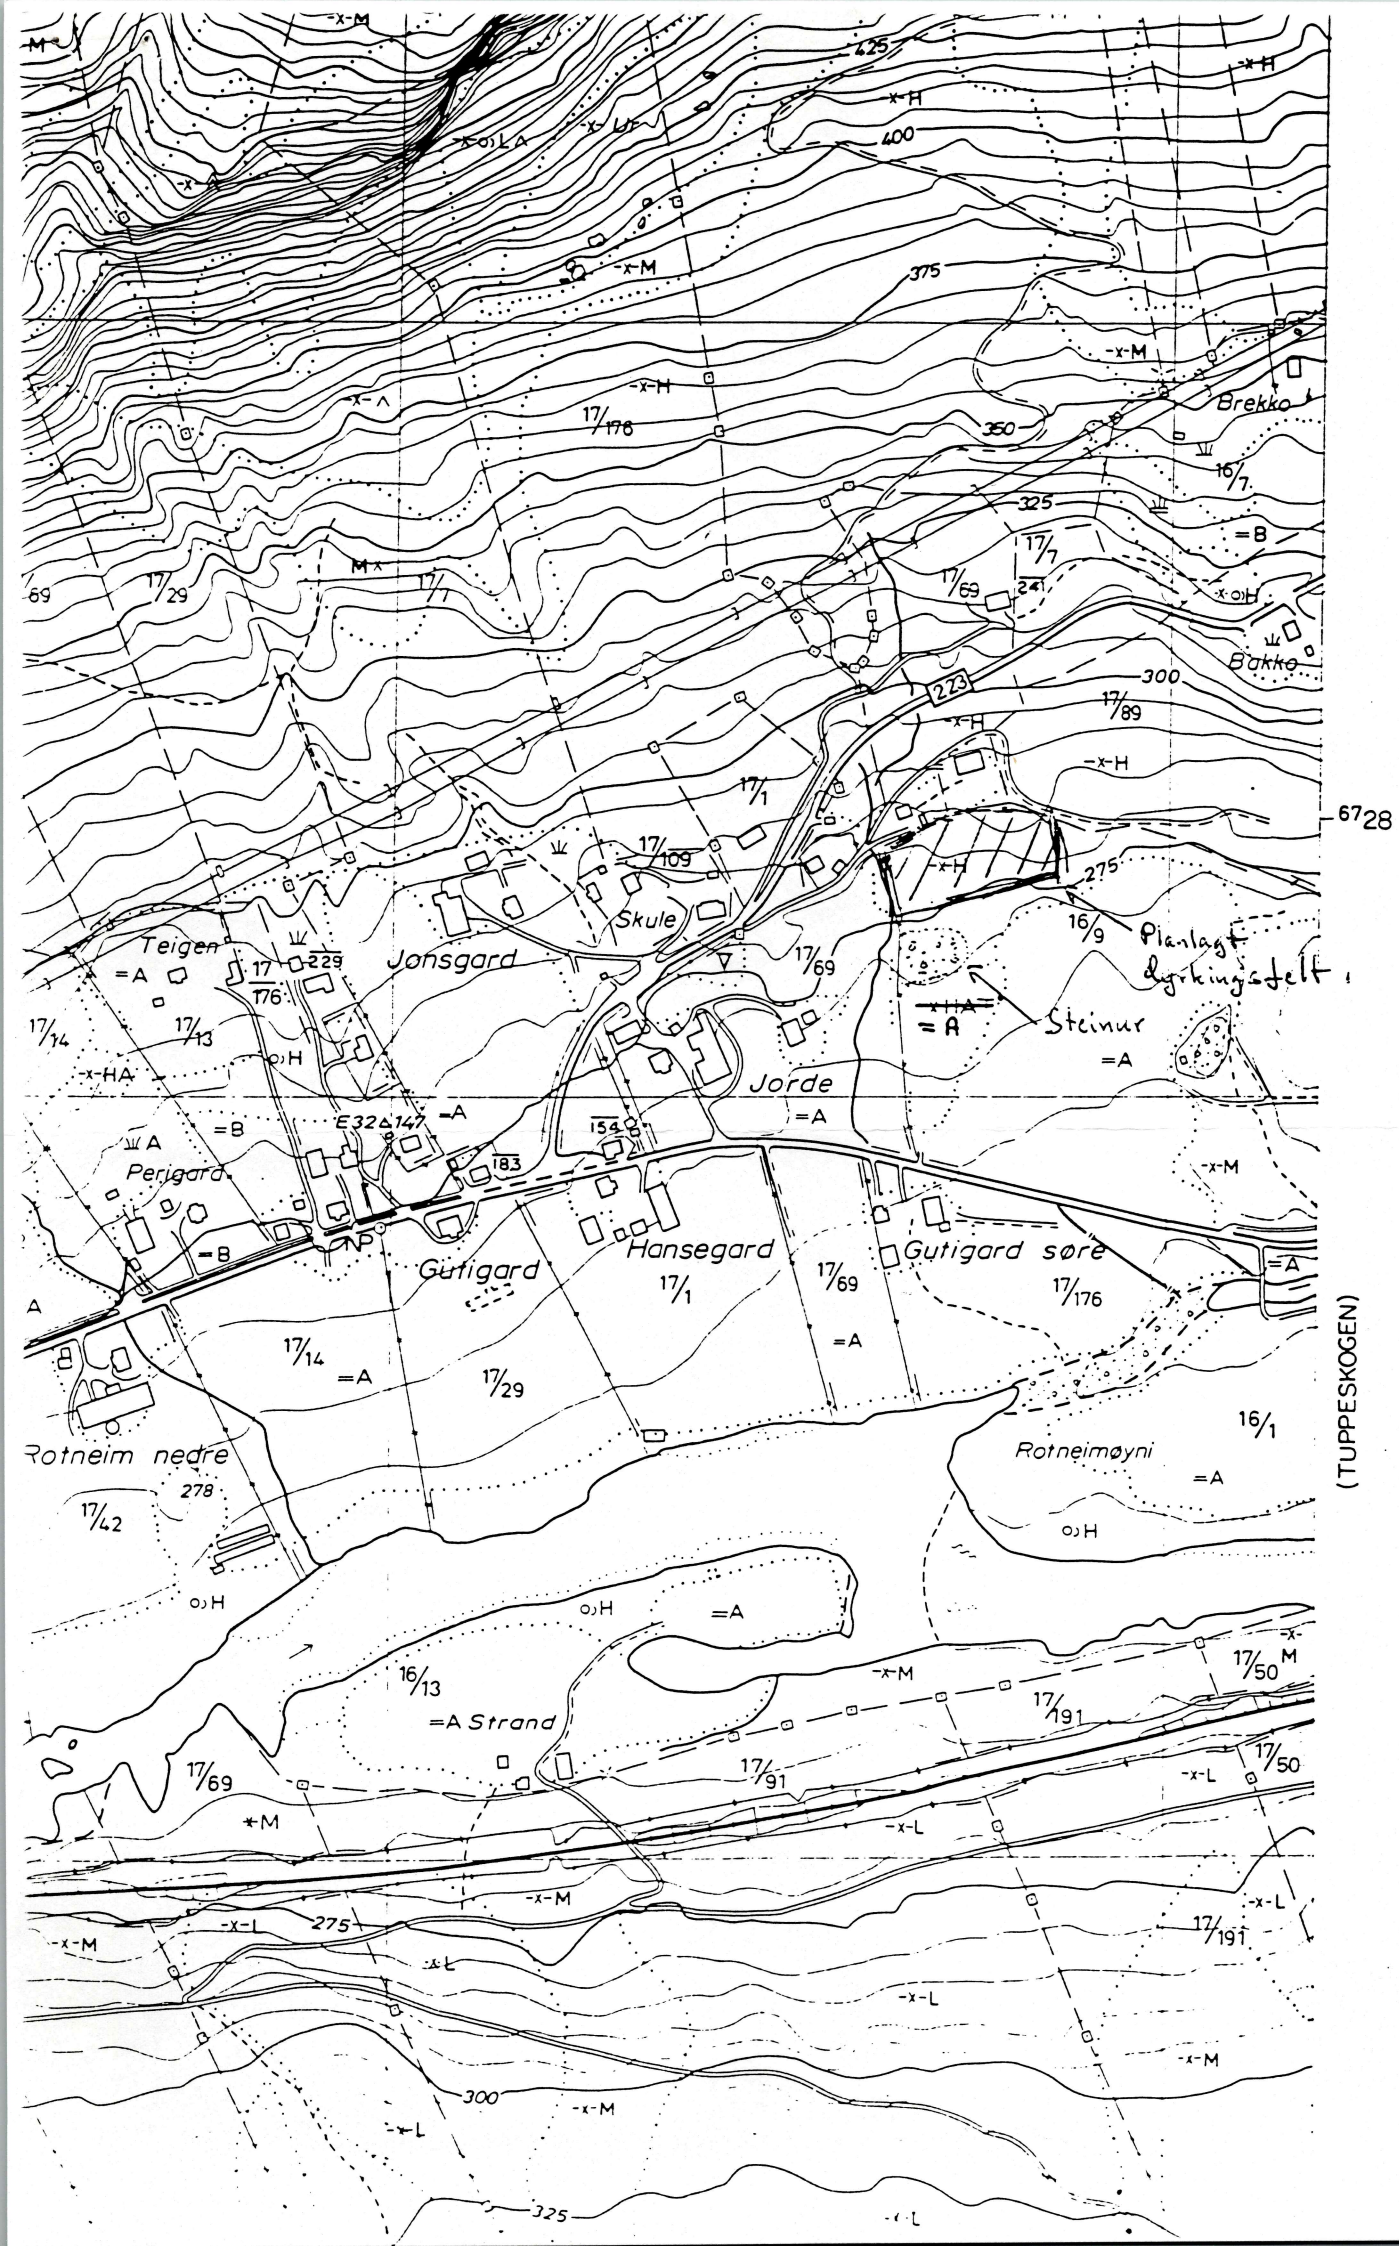 -x-M
M
425
-x-H
-x-H
-x-o,LA
-x-Ur
400
-x-Λ
-x-M
375
-x-M
-x-H
-x-Λ
17/176
350
Brekko
16/7
325
=B
17/7
241
M x
17/7
17/69
/69
17/29
-x-o,H
Bakko
300
223
17/89
-x-H
-x-H
17/1
6728
17/109
-x-H
275
Skule
16/9
Planlagt
dyrkingsfelt
Teigen
=A
229
Jonsgard
17/69
17
176
-x-HA=
= A
Steinur
17/14
17/13
o,H
=A
-x-HA
Jorde
E32△147
=A
=A
154
=B
A
Perigard
183
-x-M
=B
NP
Gutigard
Hansegard
Gutigard søre
=A
17/1
17/69
17/176
A
17/14
=A
=A
17/29
(TUPPESKOGEN)
16/1
Rotneim nedre
Rotneimøyni
=A
278
17/42
o,H
o,H
o,H
=A
-x-M
-x-M
17/50
16/13
17/191
=A Strand
17/50
17/69
17/91
-x-L
x-M
-x-L
-x-M
-x-L
-x-L
275
17/191
-x-M
-x-L
-x-L
-x-M
300
-x-M
-x-L
325
-x-L